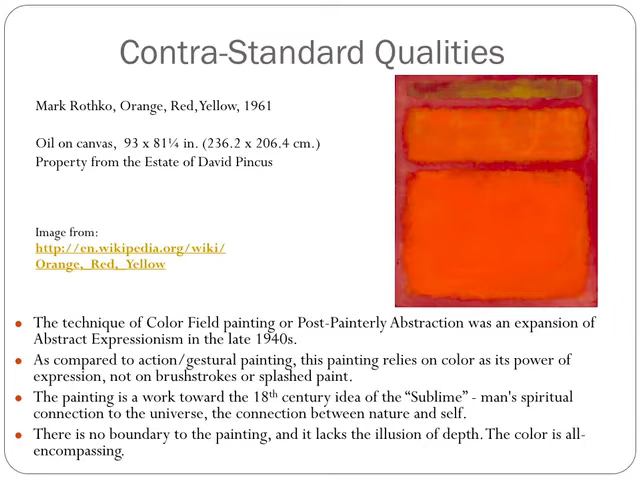 Contra-Standard Qualities
Mark Rothko, Orange, Red,Yellow, 1961
Oil on canvas, 93 x 81¼ in. (236.2 x 206.4 cm.)
Property from the Estate of David Pincus
Image from:
http://en.wikipedia.org/wiki/
Orange,_Red,_Yellow
• The technique of Color Field painting or Post-Painterly Abstraction was an expansion of
Abstract Expressionism in the late 1940s.
• As compared to action/gestural painting, this painting relies on color as its power of
expression, not on brushstrokes or splashed paint.
• The painting is a work toward the 18th century idea of the “Sublime” - man's spiritual
connection to the universe, the connection between nature and self.
• There is no boundary to the painting, and it lacks the illusion of depth. The color is all-
encompassing.